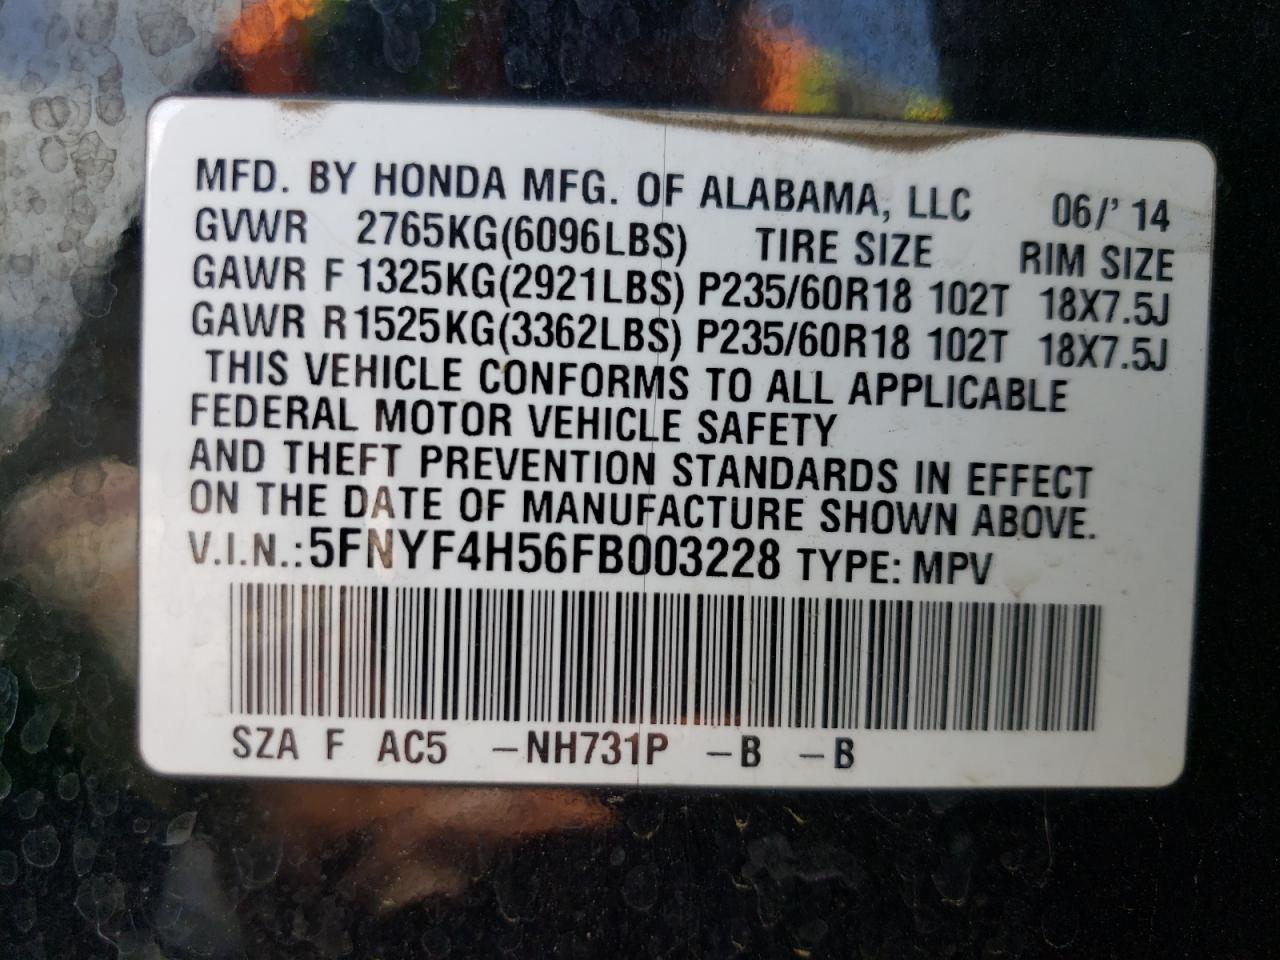 MFD. BY HONDA MFG. OF ALABAMA, LLC 06/' 14
GVWR 2765KG(6096LBS) TIRE SIZE RIM SIZE
GAWR F 1325KG(2921LBS) P235/60R18 102T 18X7.5J
GAWR R 1525KG(3362LBS) P235/60R18 102T 18X7.5J
THIS VEHICLE CONFORMS TO ALL APPLICABLE
FEDERAL MOTOR VEHICLE SAFETY
AND THEFT PREVENTION STANDARDS IN EFFECT
ON THE DATE OF MANUFACTURE SHOWN ABOVE.
V.I.N.:5FNYF4H56FB003228 TYPE: MPV
SZA F AC5 –NH731P –B –B